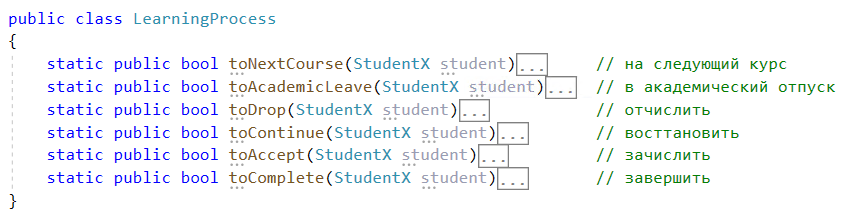 public class LearningProcess
{
static public bool toNextCourse(StudentX student)... // на следующий курс
static public bool toAcademicLeave(StudentX student)... // в академический отпуск
static public bool toDrop(StudentX student)... // отчислить
static public bool toContinue(StudentX student)... // восттановить
static public bool toAccept(StudentX student)... // зачислить
static public bool toComplete(StudentX student)... // завершить
}